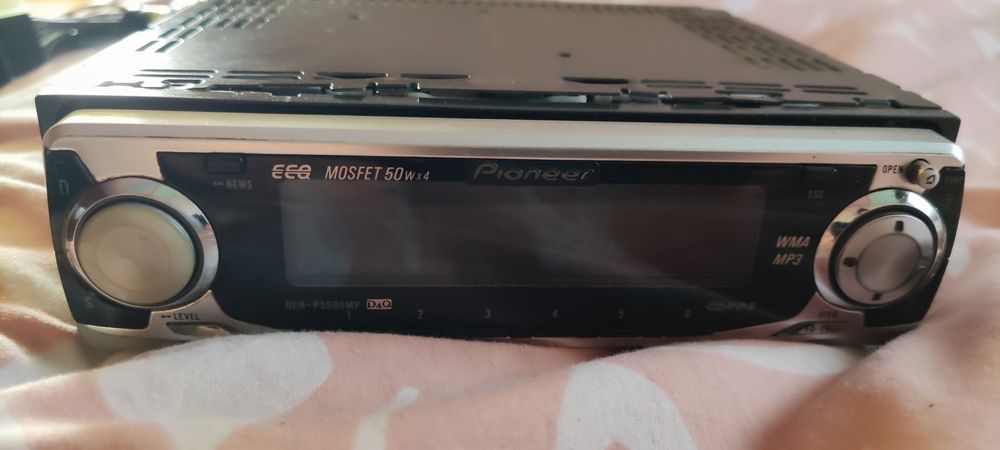 EEQ MOSFET 50W x 4 Pioneer
OPEN
NEWS
ESC
D
WMA
MP3
S
DEH-P5800MP D4Q
LEVEL
1 2 3 4 5 6